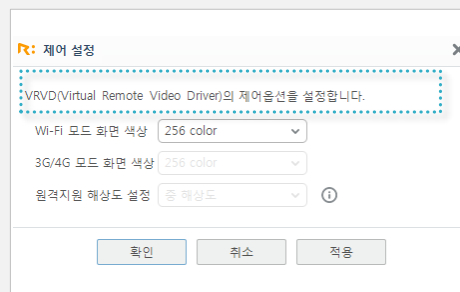 제어 설정
VRVD(Virtual Remote Video Driver)의 제어옵션을 설정합니다.
Wi-Fi 모드 화면 색상 256 color
3G/4G 모드 화면 색상 256 color
원격지원 해상도 설정 중 해상도
확인 취소 적용